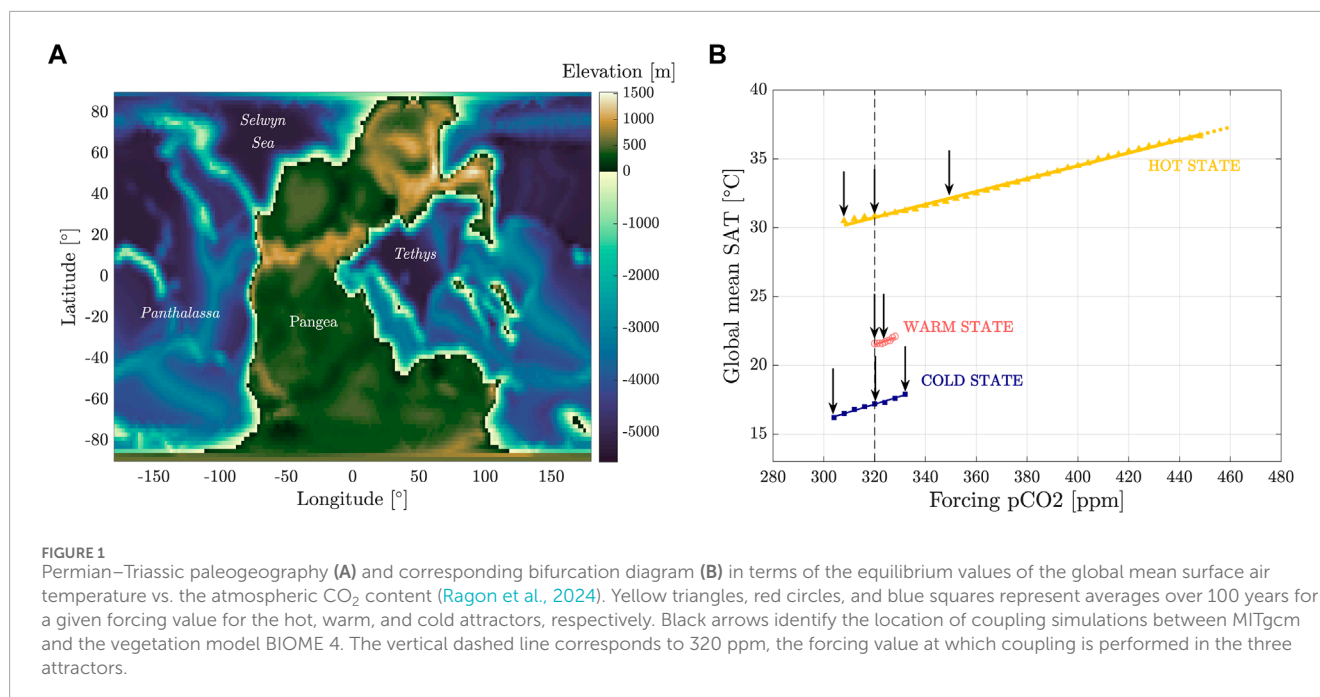 A
Elevation [m]
1500
1000
500
0
-1000
-2000
-3000
-4000
-5000
80
60
40
20
0
-20
-40
-60
-80
Latitude [°]
Selwyn
Sea
Tethys
Panthalassa
Pangea
-150 -100 -50 0 50 100 150
Longitude [°]
B
40
35
30
25
20
15
Global mean SAT [°C]
HOT STATE
WARM STATE
COLD STATE
280 300 320 340 360 380 400 420 440 460 480
Forcing pCO2 [ppm]
FIGURE 1
Permian–Triassic paleogeography (A) and corresponding bifurcation diagram (B) in terms of the equilibrium values of the global mean surface air
temperature vs. the atmospheric CO₂ content (Ragon et al., 2024). Yellow triangles, red circles, and blue squares represent averages over 100 years for
a given forcing value for the hot, warm, and cold attractors, respectively. Black arrows identify the location of coupling simulations between MITgcm
and the vegetation model BIOME 4. The vertical dashed line corresponds to 320 ppm, the forcing value at which coupling is performed in the three
attractors.